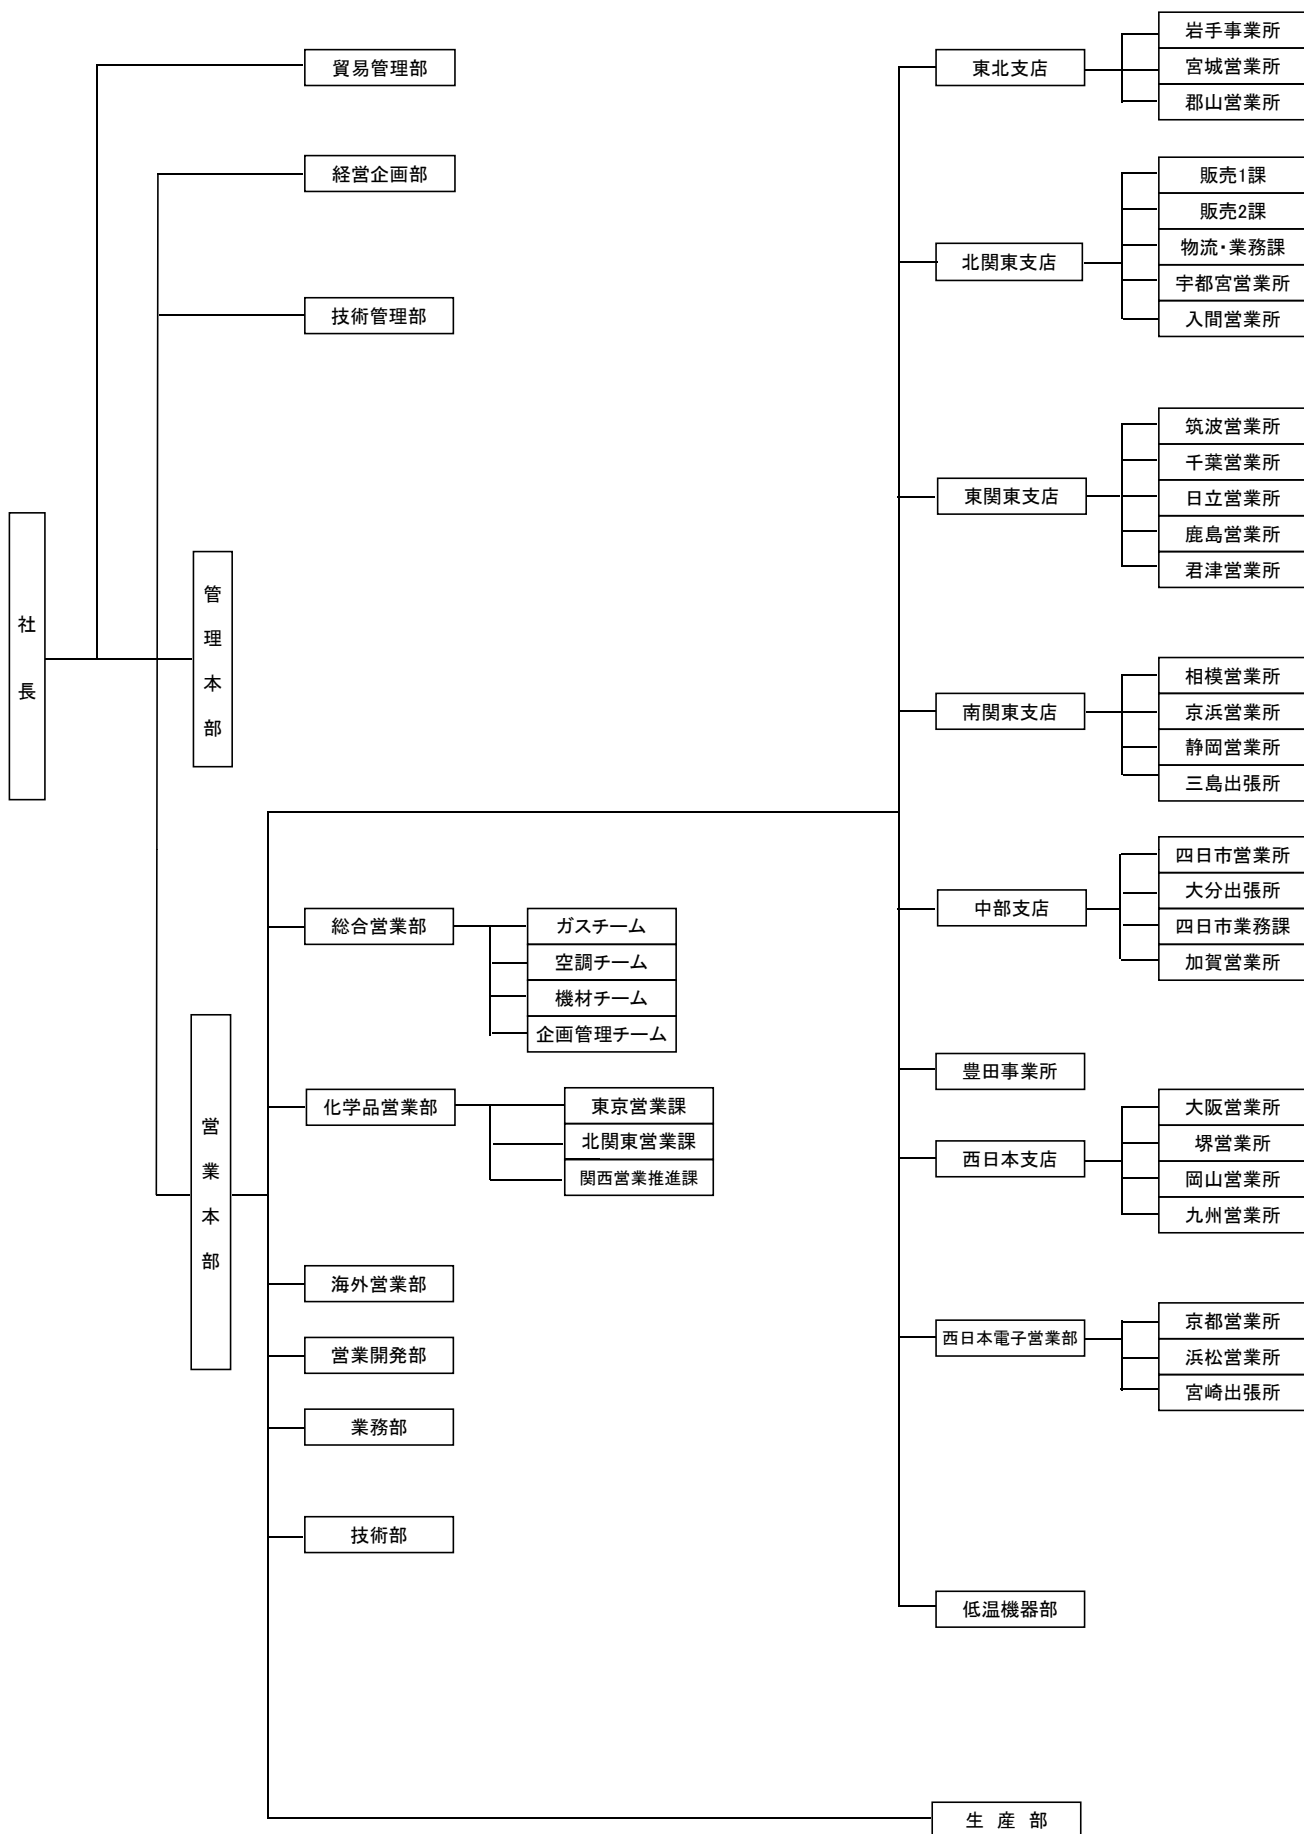 社長
貿易管理部
経営企画部
技術管理部
管理本部
営業本部
総合営業部
ガスチーム
空調チーム
機材チーム
企画管理チーム
化学品営業部
東京営業課
北関東営業課
関西営業推進課
海外営業部
営業開発部
業務部
技術部
東北支店
岩手事業所
宮城営業所
郡山営業所
北関東支店
販売1課
販売2課
物流・業務課
宇都宮営業所
入間営業所
東関東支店
筑波営業所
千葉営業所
日立営業所
鹿島営業所
君津営業所
南関東支店
相模営業所
京浜営業所
静岡営業所
三島出張所
中部支店
四日市営業所
大分出張所
四日市業務課
加賀営業所
豊田事業所
西日本支店
大阪営業所
堺営業所
岡山営業所
九州営業所
西日本電子営業部
京都営業所
浜松営業所
宮崎出張所
低温機器部
生産部